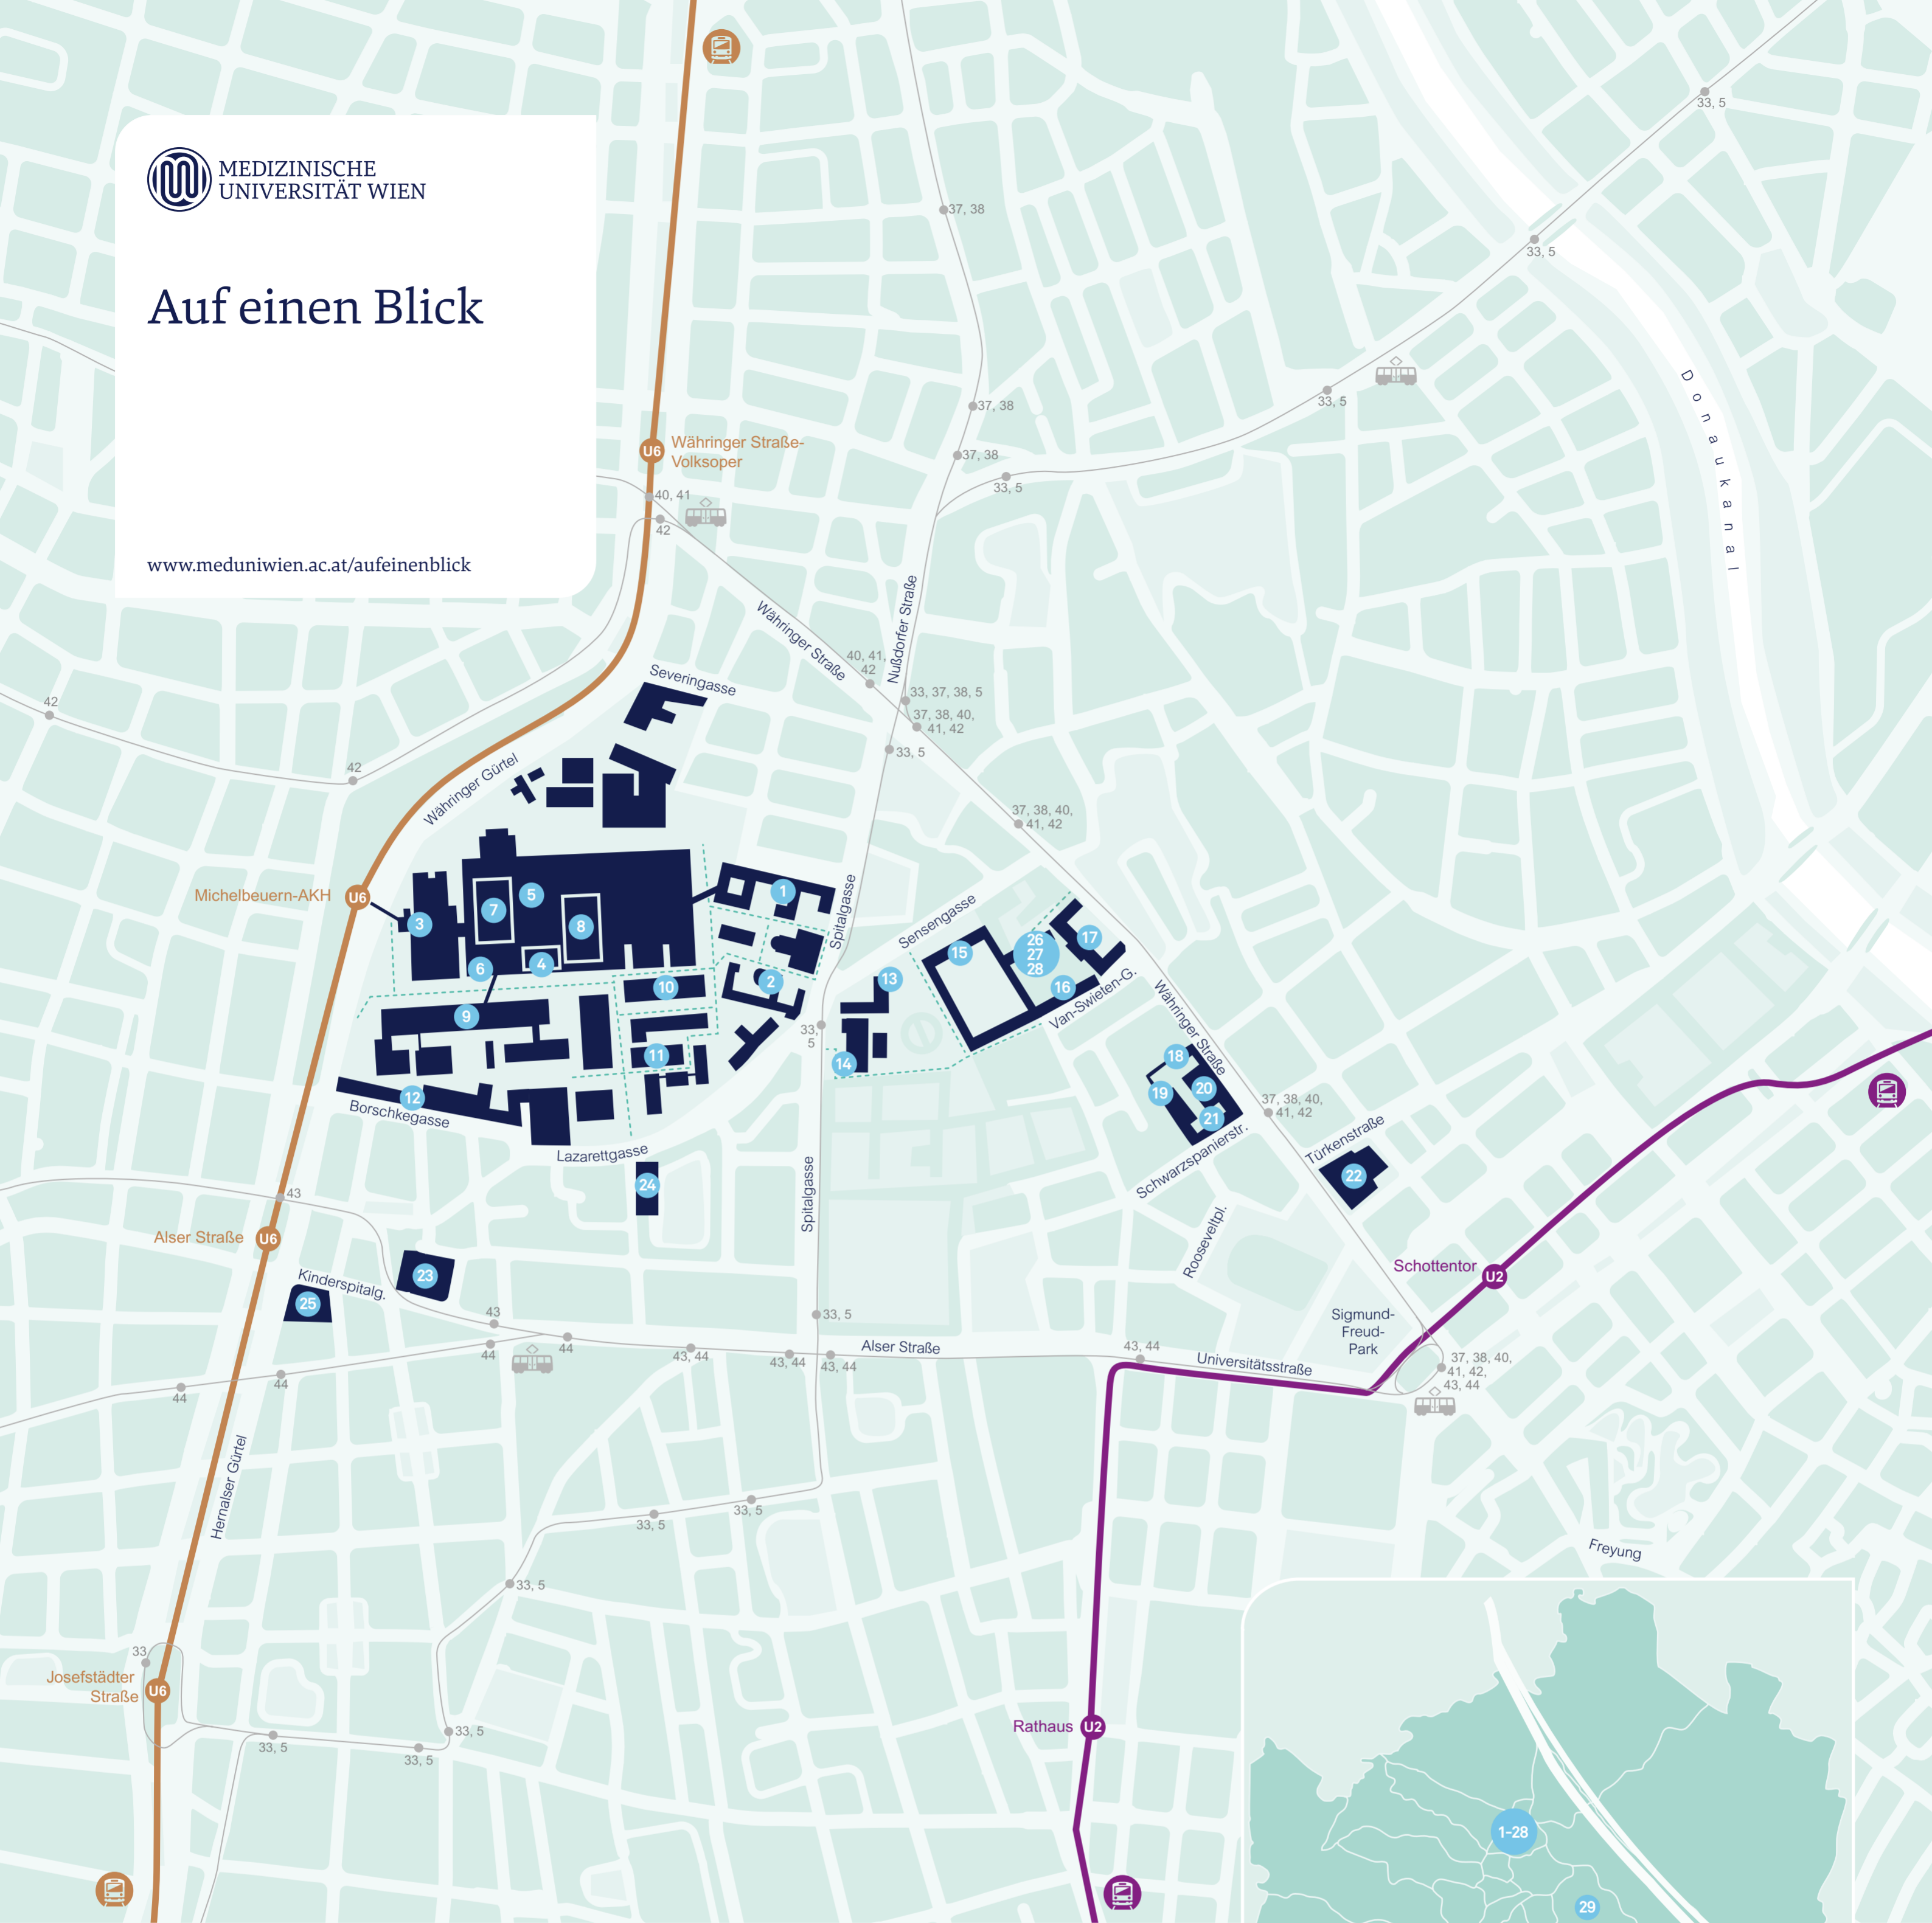 MEDIZINISCHE
UNIVERSITÄT WIEN
Auf einen Blick
www.meduniwien.ac.at/aufeinenblick
33, 5
37, 38
33, 5
33, 5
37, 38
37, 38
33, 5
U6
Währinger Straße-
Volksoper
40, 41
42
Donaukanal
Währinger Straße
Nußdorfer Straße
40, 41,
42
Severingasse
33, 37, 38, 5
37, 38, 40,
41, 42
33, 5
42
42
Währinger Gürtel
37, 38, 40,
41, 42
Michelbeuern-AKH
U6
1
2
3
4
5
6
7
8
9
10
11
12
Spitalgasse
Sensengasse
13
14
15
16
17
26
27
28
Van-Swieten-G.
Währinger Straße
33,
5
18
19
20
21
37, 38, 40,
41, 42
Türkenstraße
22
Schwarzspanierstr.
Borschkegasse
Lazarettgasse
24
Spitalgasse
Rooseveltpl.
43
Alser Straße
U6
Kinderspitalg.
23
25
Schottentor
U2
Sigmund-
Freud-
Park
43
44
44
43, 44
43, 44
43, 44
33, 5
Alser Straße
43, 44
Universitätsstraße
37, 38, 40,
41, 42,
43, 44
44
44
Hernalser Gürtel
33, 5
33, 5
33, 5
Freyung
33
Josefstädter
Straße
U6
33, 5
33, 5
33, 5
Rathaus
U2
1-28
29